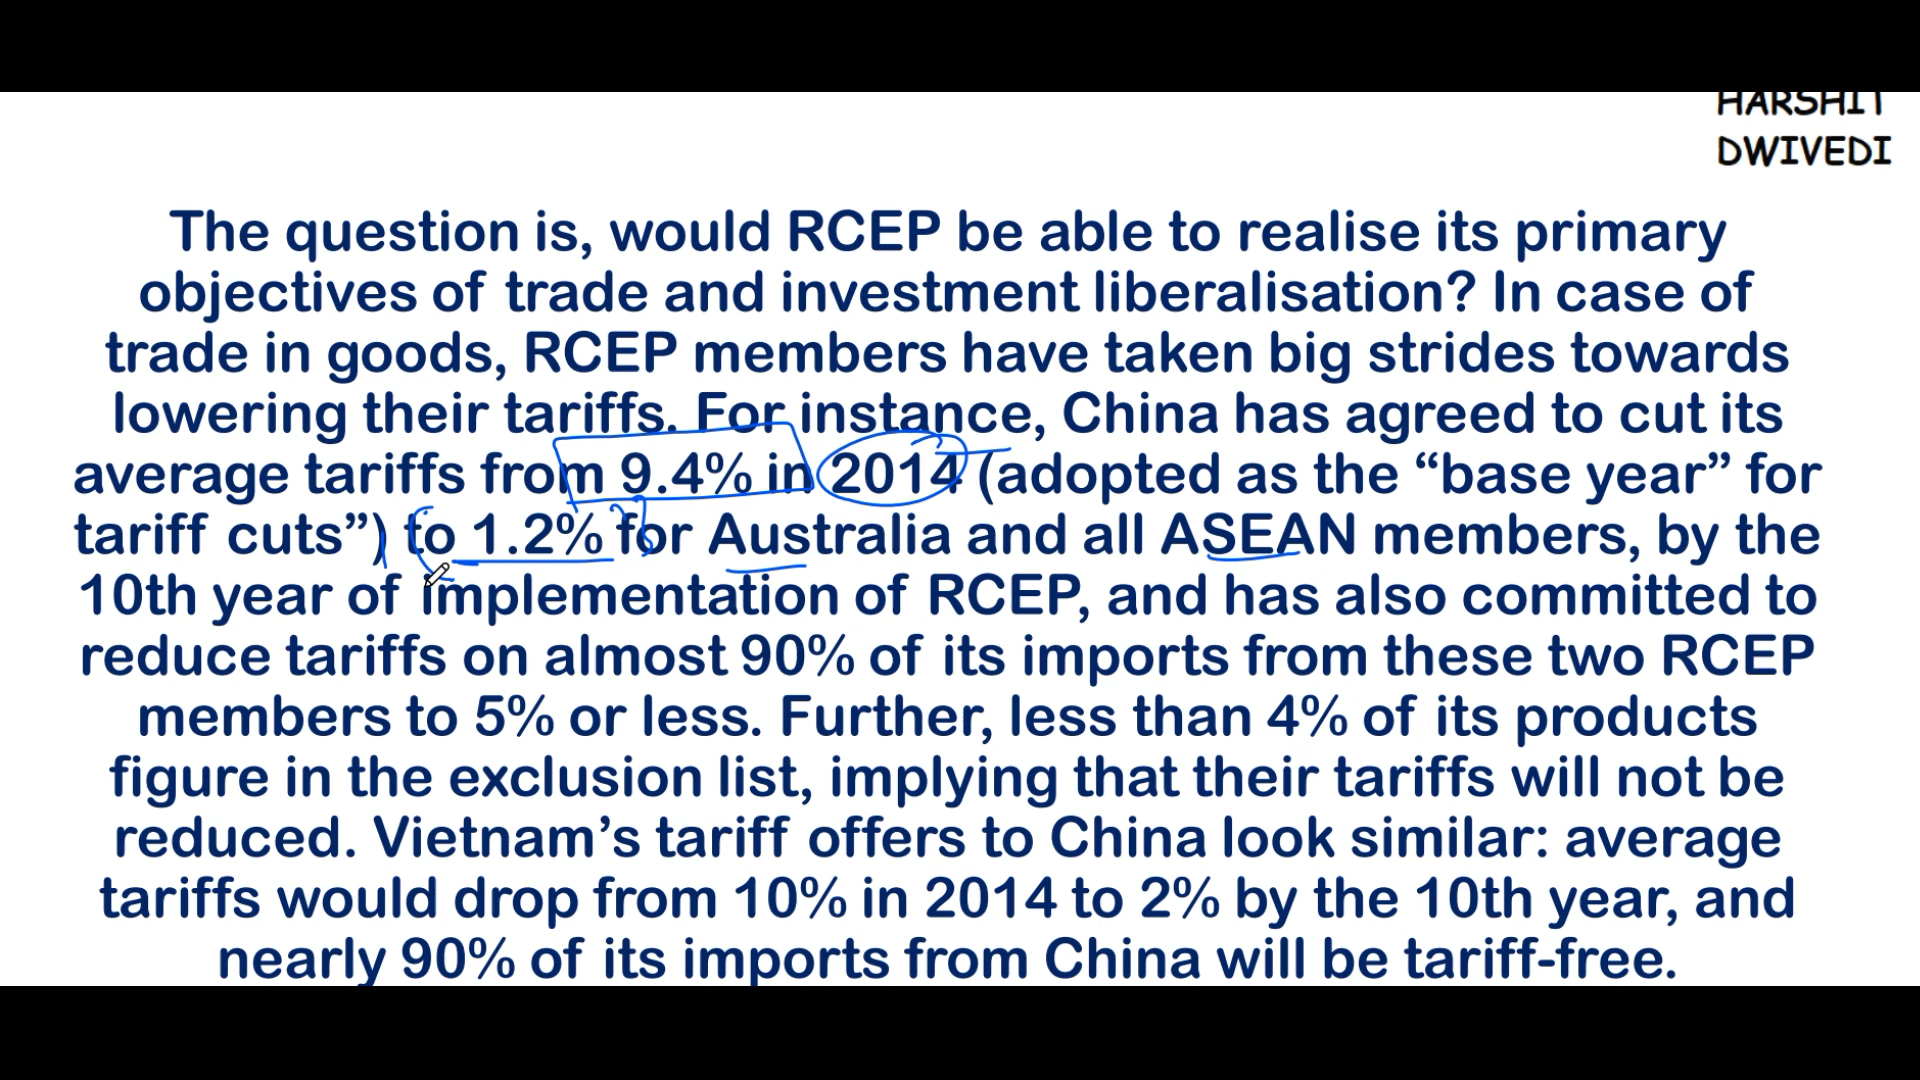 HARSHIT
DWIVEDI
The question is, would RCEP be able to realise its primary
objectives of trade and investment liberalisation? In case of
trade in goods, RCEP members have taken big strides towards
lowering their tariffs. For instance, China has agreed to cut its
average tariffs from 9.4% in 2014 (adopted as the “base year” for
tariff cuts”) to 1.2% for Australia and all ASEAN members, by the
10th year of implementation of RCEP, and has also committed to
reduce tariffs on almost 90% of its imports from these two RCEP
members to 5% or less. Further, less than 4% of its products
figure in the exclusion list, implying that their tariffs will not be
reduced. Vietnam’s tariff offers to China look similar: average
tariffs would drop from 10% in 2014 to 2% by the 10th year, and
nearly 90% of its imports from China will be tariff-free.